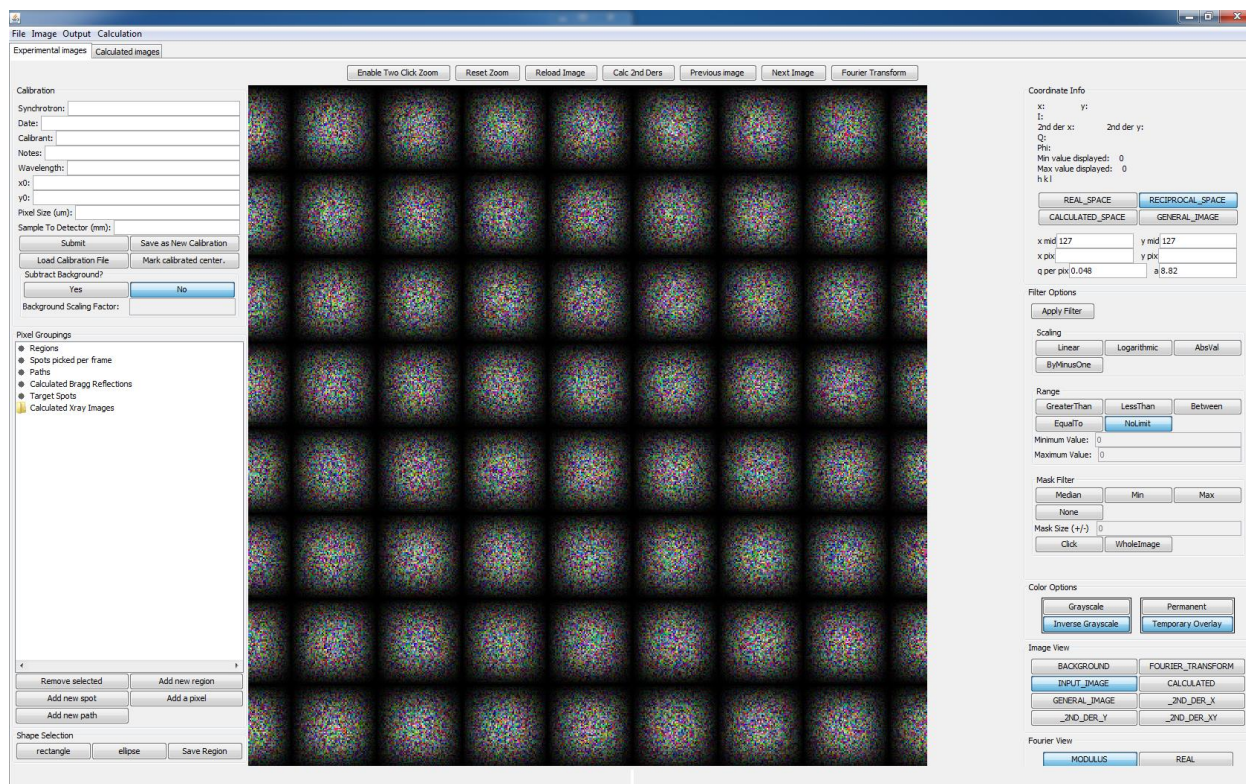 File Image Output Calculation
Experimental images Calculated images
Enable Two Click Zoom Reset Zoom Reload Image Calc 2nd Ders Previous image Next Image Fourier Transform
Calibration
Synchrotron:
Date:
Calibrant:
Notes:
Wavelength:
x0:
y0:
Pixel Size (um):
Sample To Detector (mm):
Submit Save as New Calibration
Load Calibration File Mark calibrated center.
Subtract Background?
Yes No
Background Scaling Factor:
Pixel Groupings
Regions
Spots picked per frame
Paths
Calculated Bragg Reflections
Target Spots
Calculated Xray Images
Remove selected Add new region
Add new spot Add a pixel
Add new path
Shape Selection
rectangle ellipse Save Region
Coordinate Info
x: y:
I:
2nd der x: 2nd der y:
Q:
Phi:
Min value displayed: 0
Max value displayed: 0
h k l
REAL_SPACE RECIPROCAL_SPACE
CALCULATED_SPACE GENERAL_IMAGE
x mid 127 y mid 127
x pix y pix
q per pix 0.048 a 8.82
Filter Options
Apply Filter
Scaling
Linear Logarithmic AbsVal
ByMinusOne
Range
GreaterThan LessThan Between
EqualTo NoLimit
Minimum Value: 0
Maximum Value: 0
Mask Filter
Median Min Max
None
Mask Size (+/-) 0
Click WholeImage
Color Options
Grayscale Permanent
Inverse Grayscale Temporary Overlay
Image View
BACKGROUND FOURIER_TRANSFORM
INPUT_IMAGE CALCULATED
GENERAL_IMAGE _2ND_DER_X
_2ND_DER_Y _2ND_DER_XY
Fourier View
MODULUS REAL